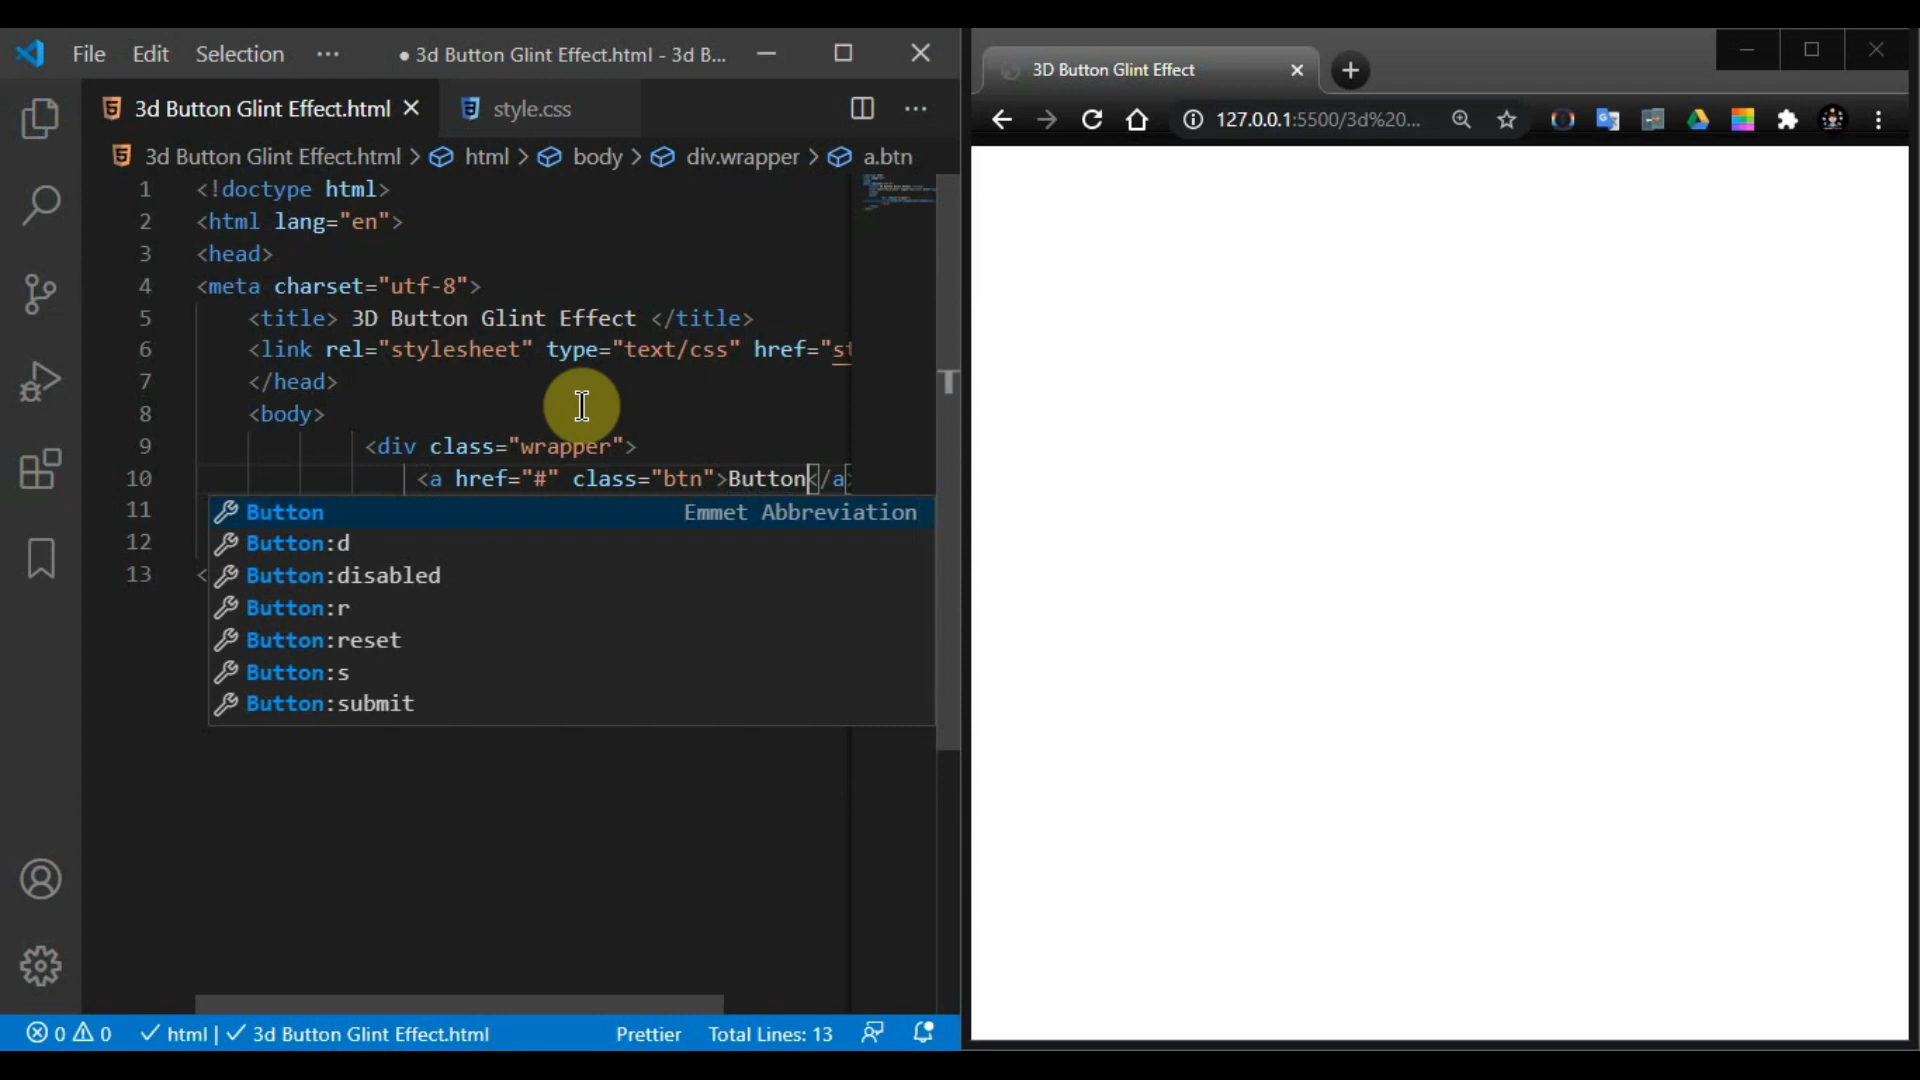 File Edit Selection ··· ● 3d Button Glint Effect.html - 3d B...
3d Button Glint Effect.html style.css
3d Button Glint Effect.html > html > body > div.wrapper > a.btn
1 <!doctype html>
2 <html lang="en">
3 <head>
4 <meta charset="utf-8">
5 <title> 3D Button Glint Effect </title>
6 <link rel="stylesheet" type="text/css" href="st
7 </head>
8 <body>
9 <div class="wrapper">
10 <a href="#" class="btn">Button</a>
11
12
13 <
Button Emmet Abbreviation
Button:d
Button:disabled
Button:r
Button:reset
Button:s
Button:submit
0 0 html | 3d Button Glint Effect.html Prettier Total Lines: 13
3D Button Glint Effect
127.0.0.1:5500/3d%20...